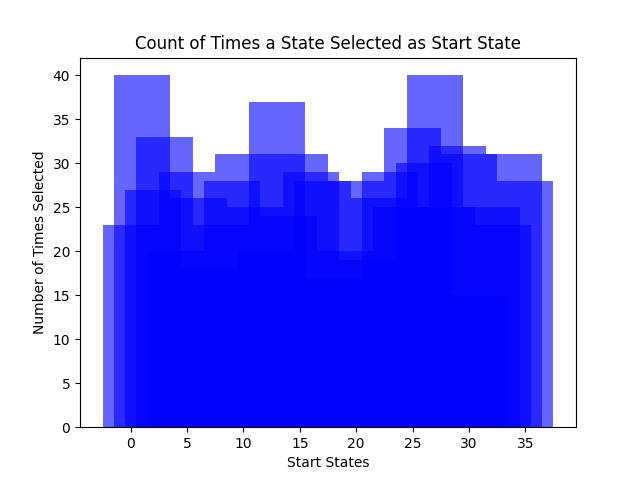 Count of Times a State Selected as Start State
40
35
30
25
20
15
10
5
0
Number of Times Selected
0 5 10 15 20 25 30 35
Start States